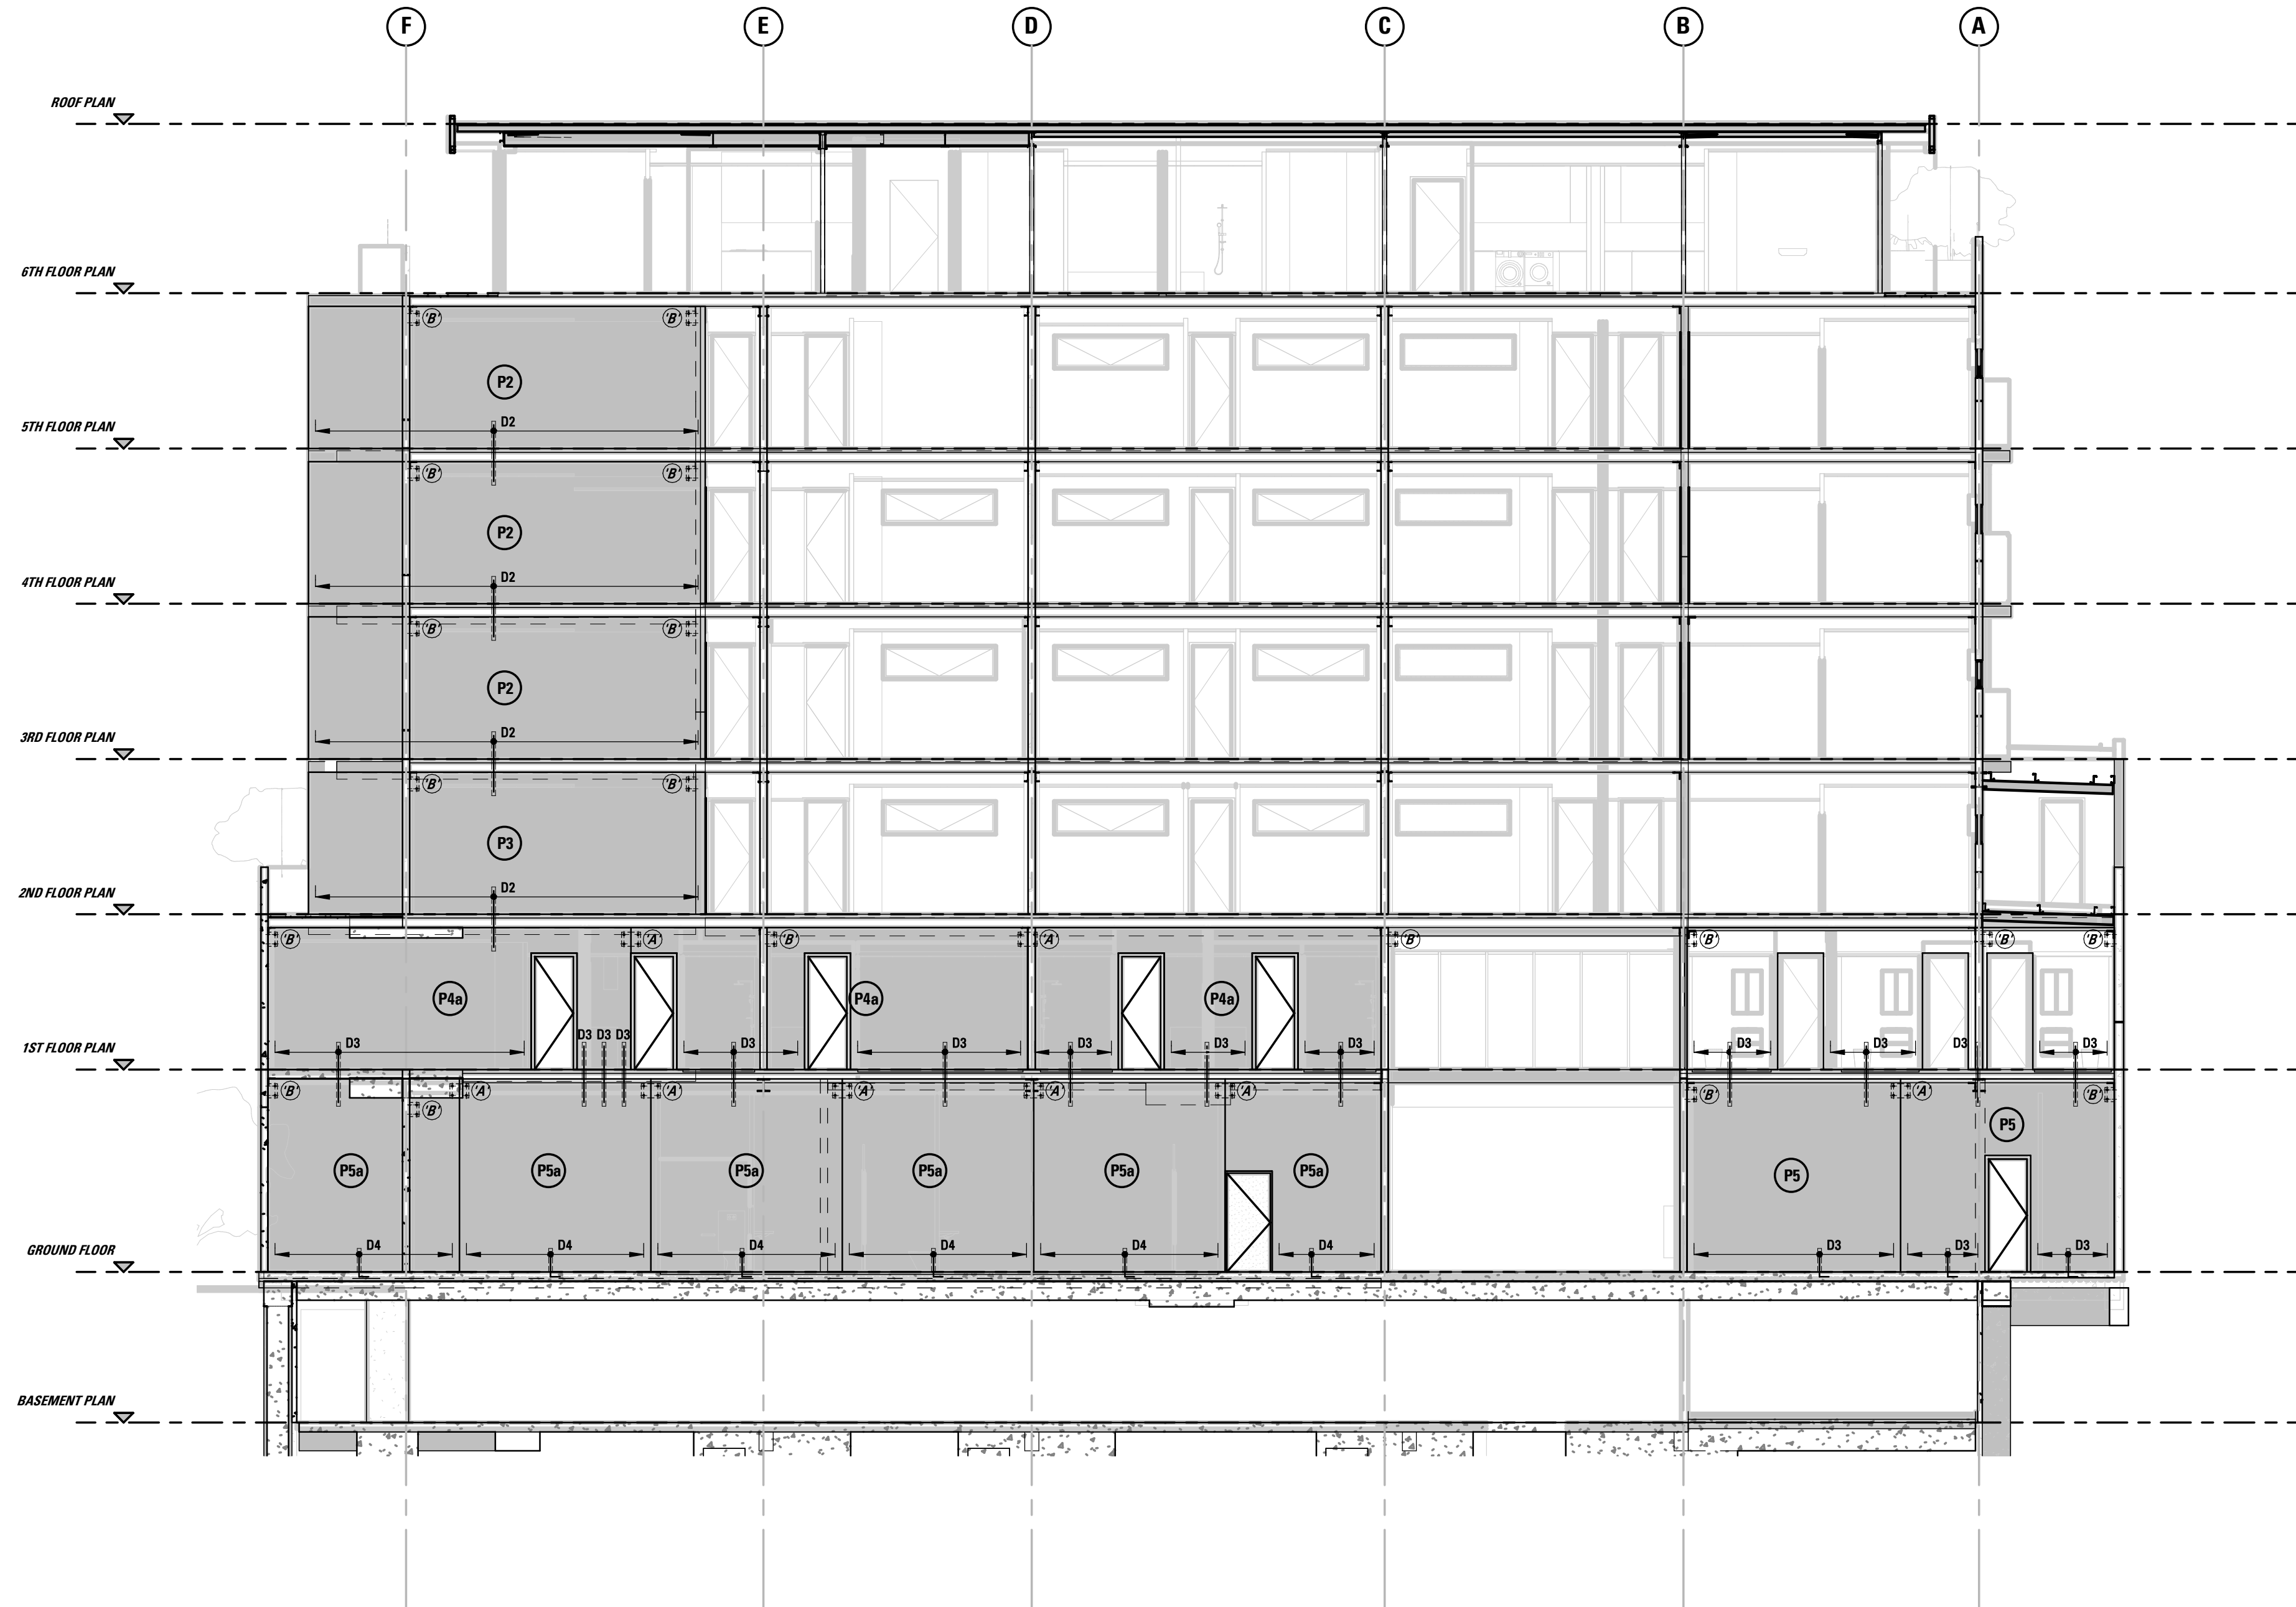 F E D C B A
ROOF PLAN
6TH FLOOR PLAN
'B' 'B'
P2
D2
5TH FLOOR PLAN
'B' 'B'
P2
D2
4TH FLOOR PLAN
'B' 'B'
P2
D2
3RD FLOOR PLAN
'B' 'B'
P3
D2
2ND FLOOR PLAN
'B' 'A' 'B' 'A' 'B' 'B' 'B' 'B'
P4a P4a P4a
D3 D3 D3 D3 D3 D3 D3 D3 D3 D3 D3 D3 D3
1ST FLOOR PLAN
'B' 'A' 'A' 'A' 'A' 'A' 'B' 'A' 'B'
'B'
P5
P5a P5a P5a P5a P5a P5a P5
D4 D4 D4 D4 D4 D4 D3 D3 D3
GROUND FLOOR
BASEMENT PLAN